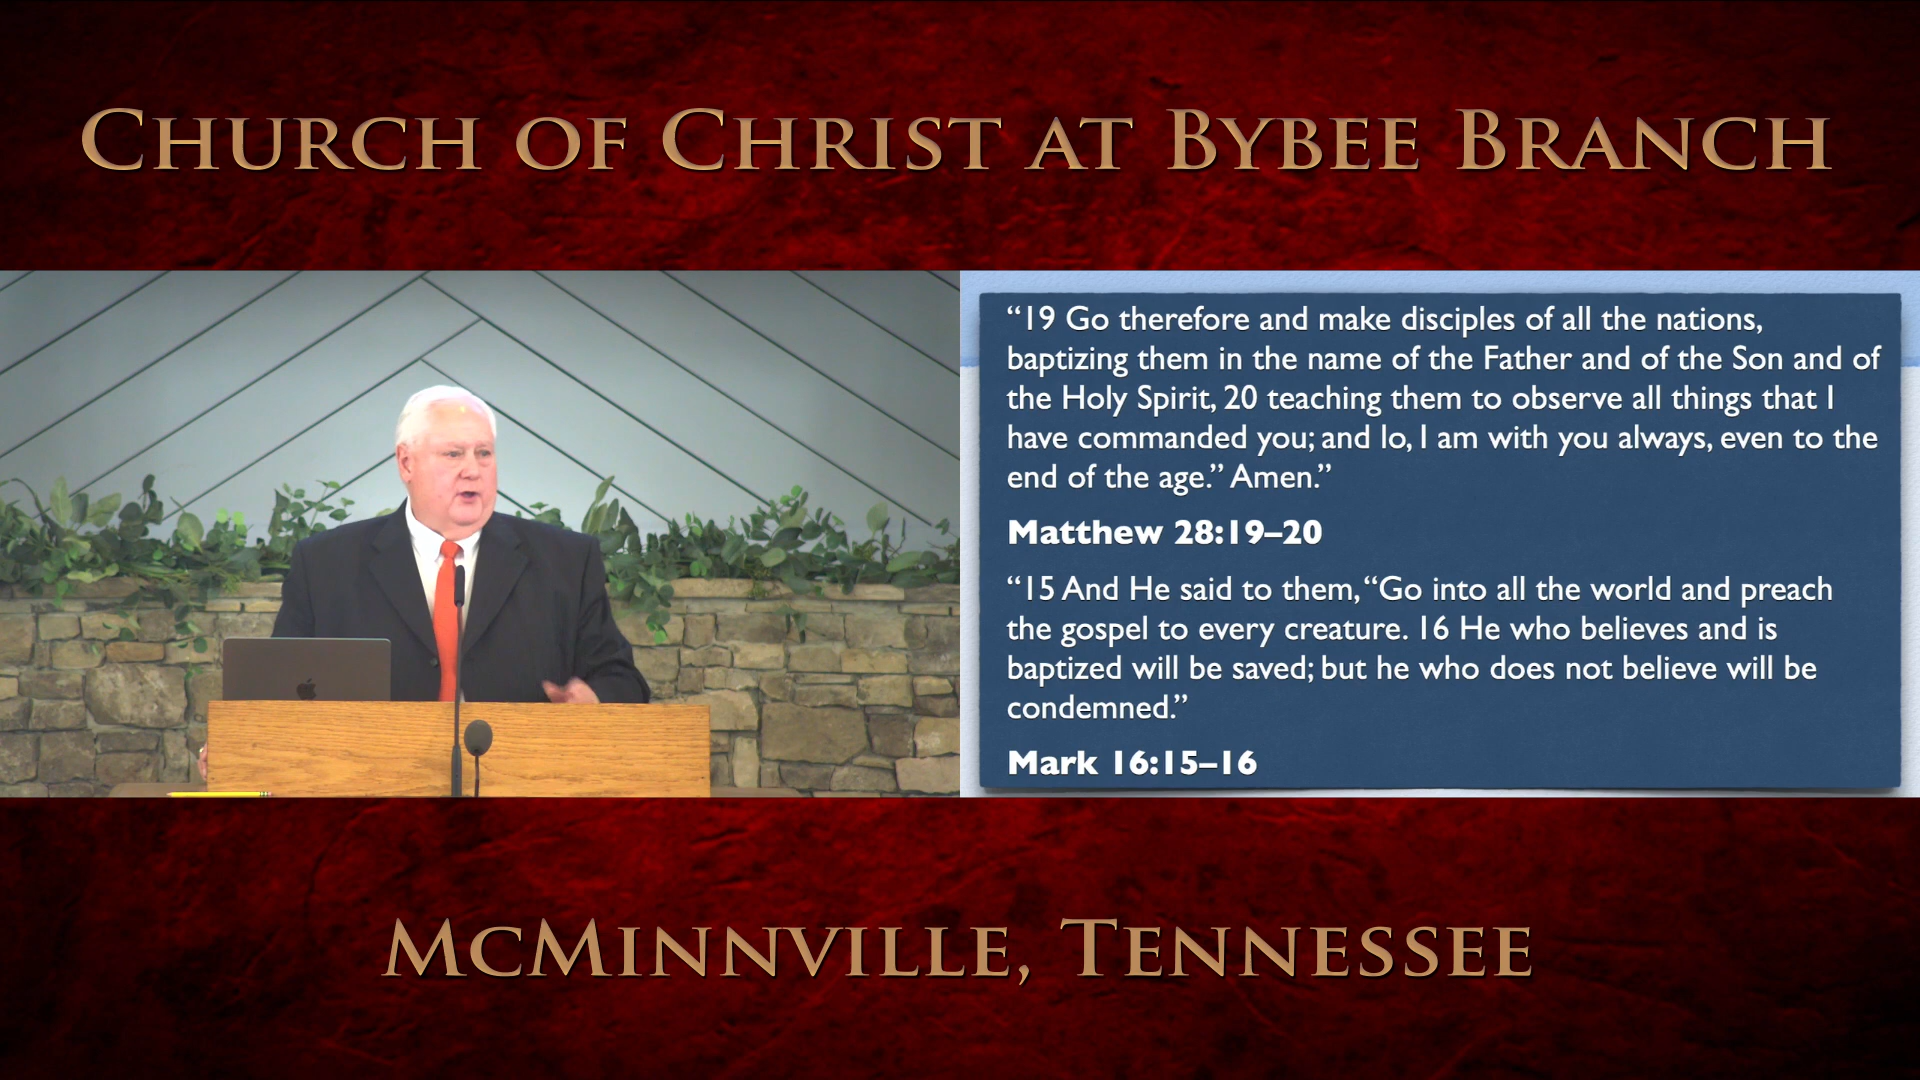 Church of Christ at Bybee Branch
“19 Go therefore and make disciples of all the nations,
baptizing them in the name of the Father and of the Son and of
the Holy Spirit, 20 teaching them to observe all things that I
have commanded you; and lo, I am with you always, even to the
end of the age.” Amen.”
Matthew 28:19–20
“15 And He said to them, “Go into all the world and preach
the gospel to every creature. 16 He who believes and is
baptized will be saved; but he who does not believe will be
condemned.”
Mark 16:15–16
McMinnville, Tennessee